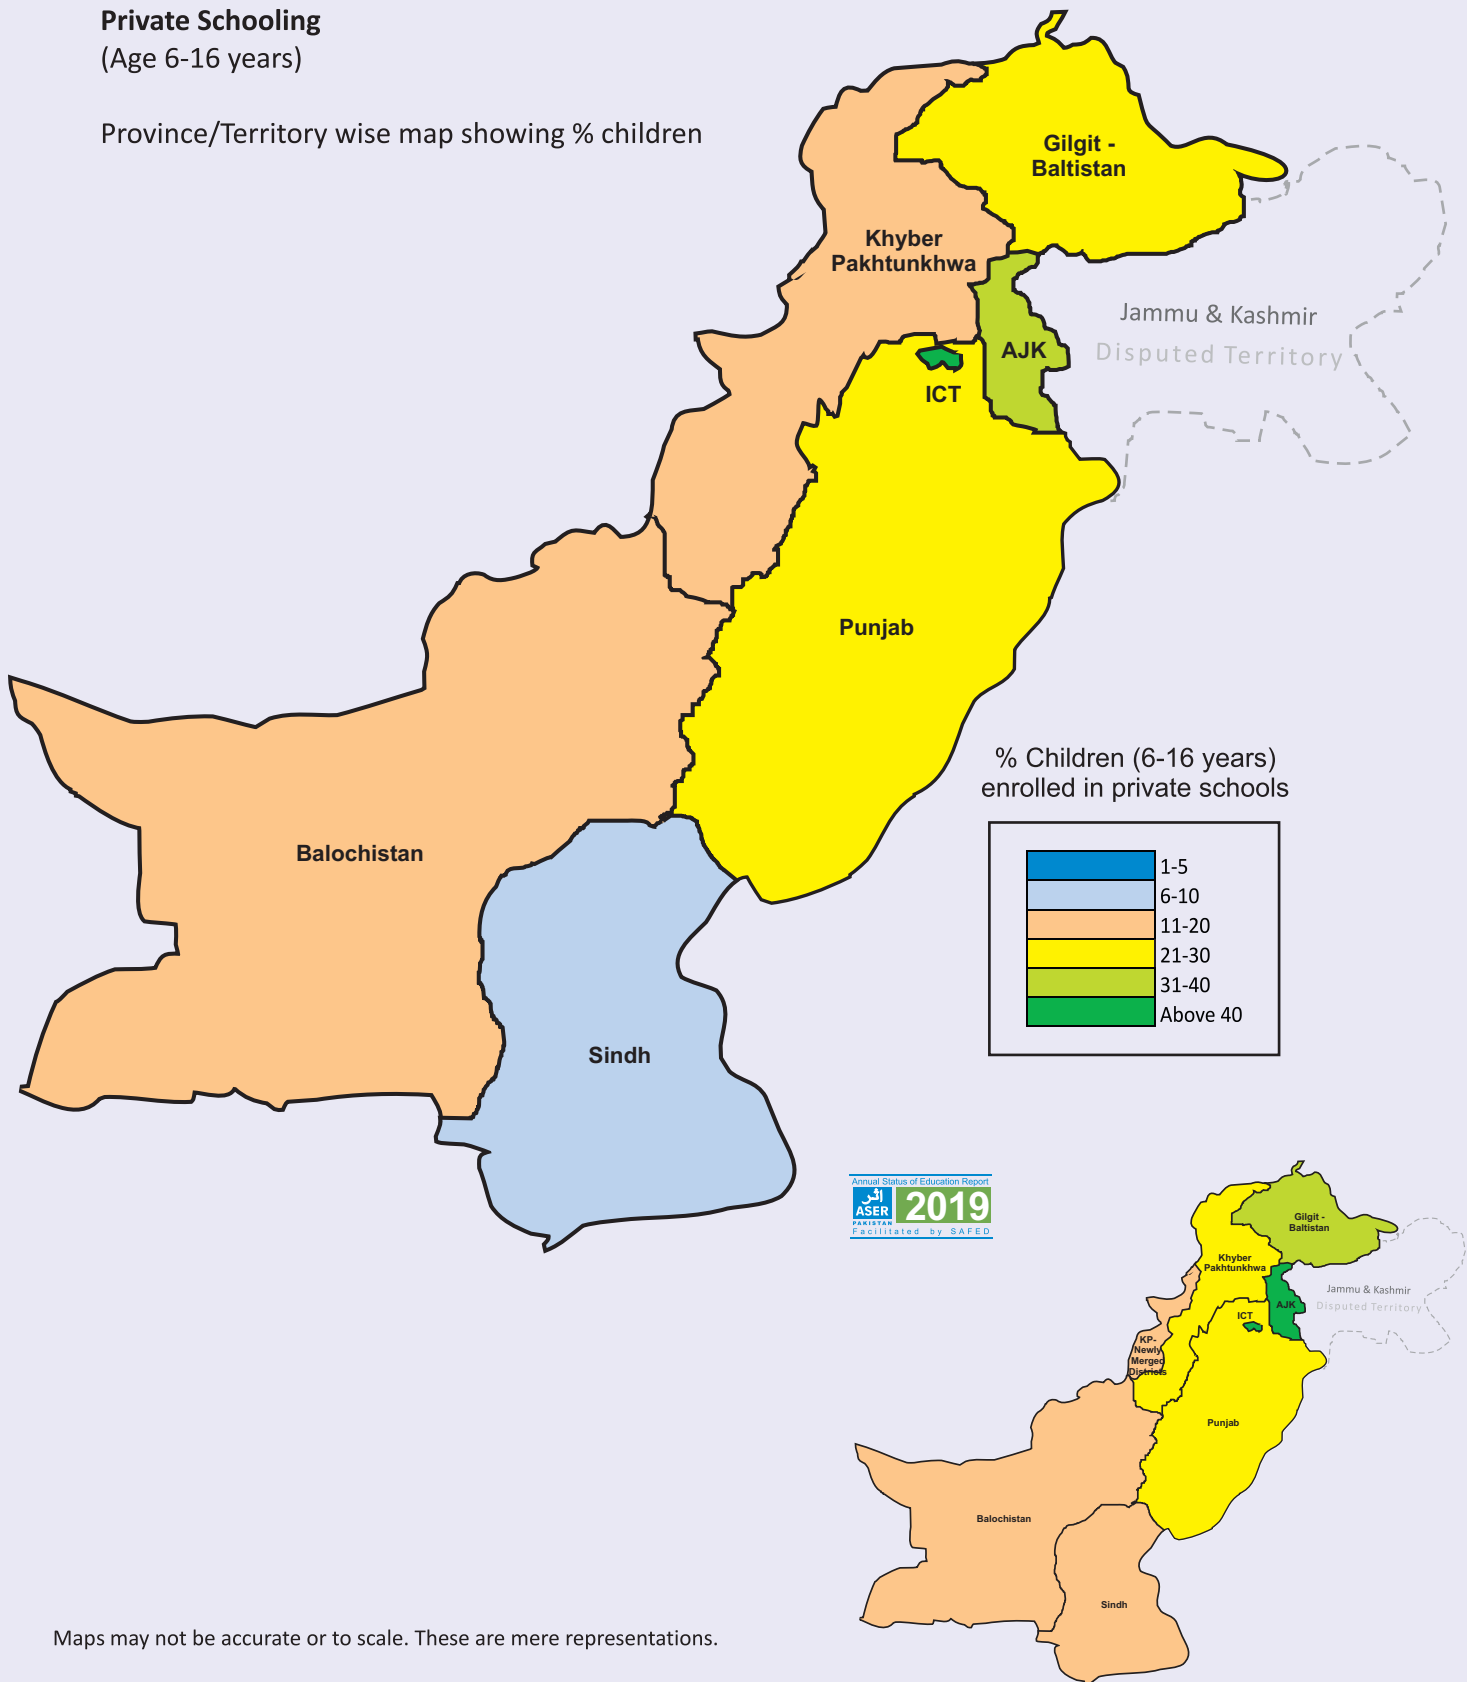 Private Schooling
(Age 6-16 years)
Province/Territory wise map showing % children
Gilgit -
Baltistan
Khyber
Pakhtunkhwa
Jammu & Kashmir
Disputed Territory
AJK
ICT
Punjab
% Children (6-16 years)
enrolled in private schools
1-5
6-10
11-20
21-30
31-40
Above 40
Balochistan
Sindh
Annual Status of Education Report
اثر
ASER
PAKISTAN
2019
Facilitated by SAFED
Gilgit -
Baltistan
Khyber
Pakhtunkhwa
Jammu & Kashmir
Disputed Territory
AJK
ICT
KP-
Newly
Merged
Districts
Punjab
Balochistan
Sindh
Maps may not be accurate or to scale. These are mere representations.